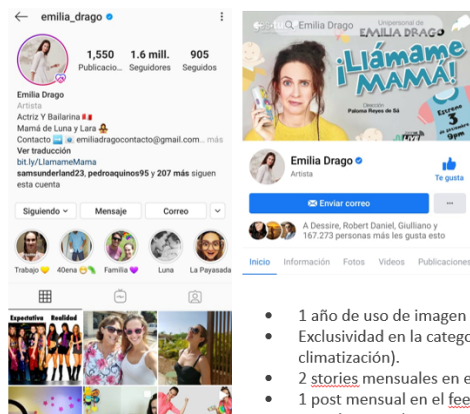 emilia_drago
1,550
Publicacio...
1.6 mill.
Seguidores
905
Seguidos
Emilia Drago
Artista
Actriz Y Bailarina
Mamá de Luna y Lara
Contacto emiliadragocontacto@gmail.com... más
Ver traducción
bit.ly/LlamameMama
samsunderland23, pedroaquinos95 y 207 más siguen
esta cuenta
Siguiendo
Mensaje
Correo
Trabajo
40ena
Familia
Luna
La Payasada
Expectativa Realidad
Emilia Drago
Unipersonal de
EMILIA DRAGO
¡Llámame
MAMÁ!
Dirección
Paloma Reyes de Sá
Estreno
3
9pm
Emilia Drago
Artista
Te gusta
Enviar correo
A Dessire, Robert Daniel, Giulliano y
167.273 personas más les gusta esto
Inicio Información Fotos Videos Publicaciones
• 1 año de uso de imagen
• Exclusividad en la catego
climatización).
• 2 stories mensuales en e
• 1 post mensual en el feed